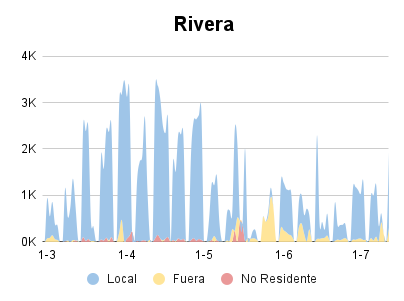 Rivera
4K
3K
2K
1K
0K
1-3 1-4 1-5 1-6 1-7
Local Fuera No Residente